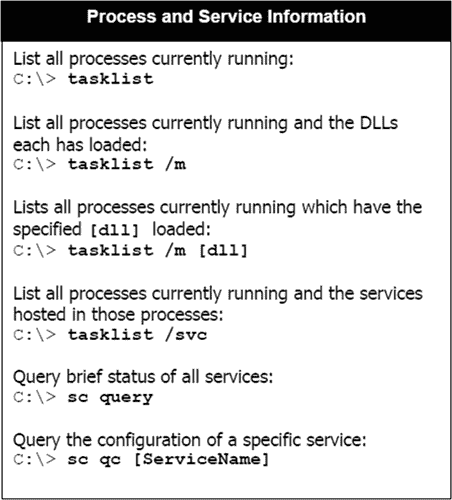 Process and Service Information
List all processes currently running:
C:\> tasklist
List all processes currently running and the DLLs
each has loaded:
C:\> tasklist /m
Lists all processes currently running which have the
specified [dll] loaded:
C:\> tasklist /m [dll]
List all processes currently running and the services
hosted in those processes:
C:\> tasklist /svc
Query brief status of all services:
C:\> sc query
Query the configuration of a specific service:
C:\> sc qc [ServiceName]